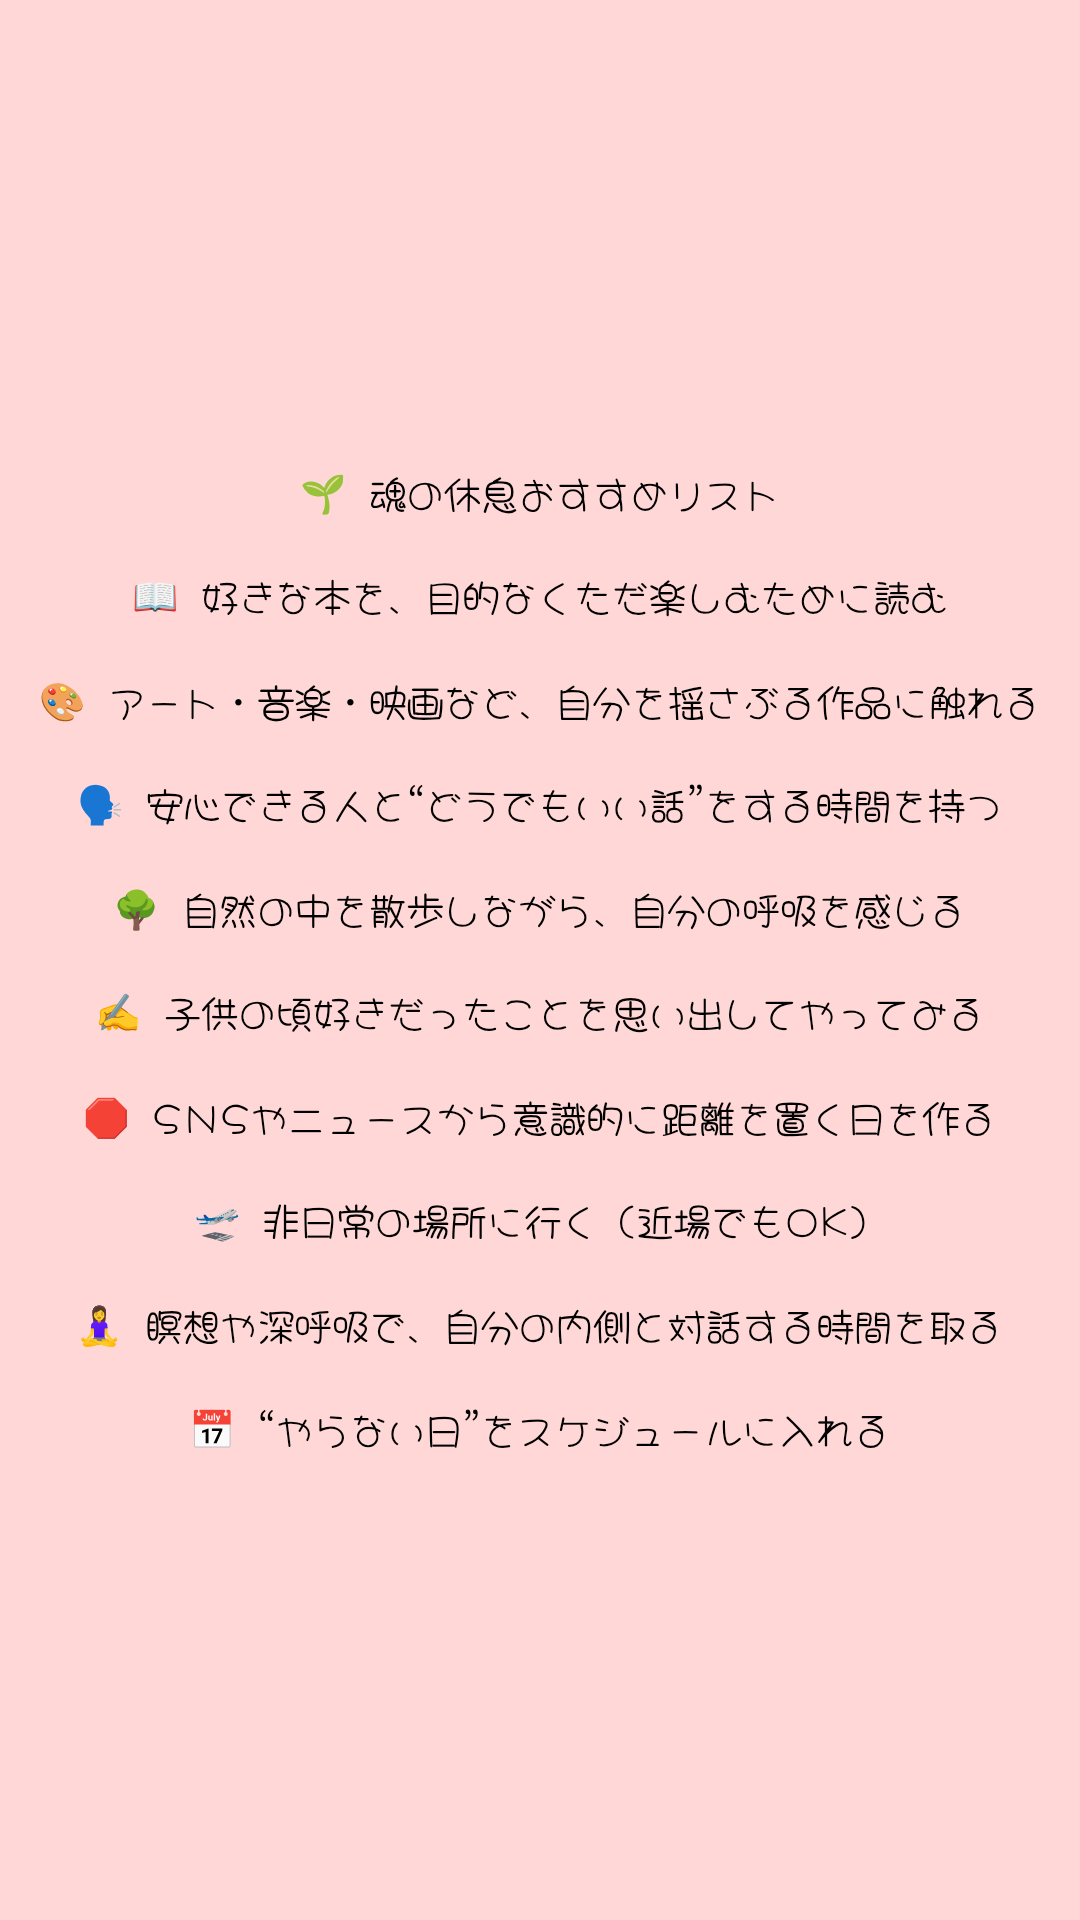 🌱 魂の休息おすすめリスト
📖 好きな本を、目的なくただ楽しむために読む
🎨 アート・音楽・映画など、自分を揺さぶる作品に触れる
🗣️ 安心できる人と“どうでもいい話”をする時間を持つ
🌳 自然の中を散歩しながら、自分の呼吸を感じる
✍️ 子供の頃好きだったことを思い出してやってみる
🛑 SNSやニュースから意識的に距離を置く日を作る
🛫 非日常の場所に行く（近場でもOK）
🧘‍♀️ 瞑想や深呼吸で、自分の内側と対話する時間を取る
📅 “やらない日”をスケジュールに入れる